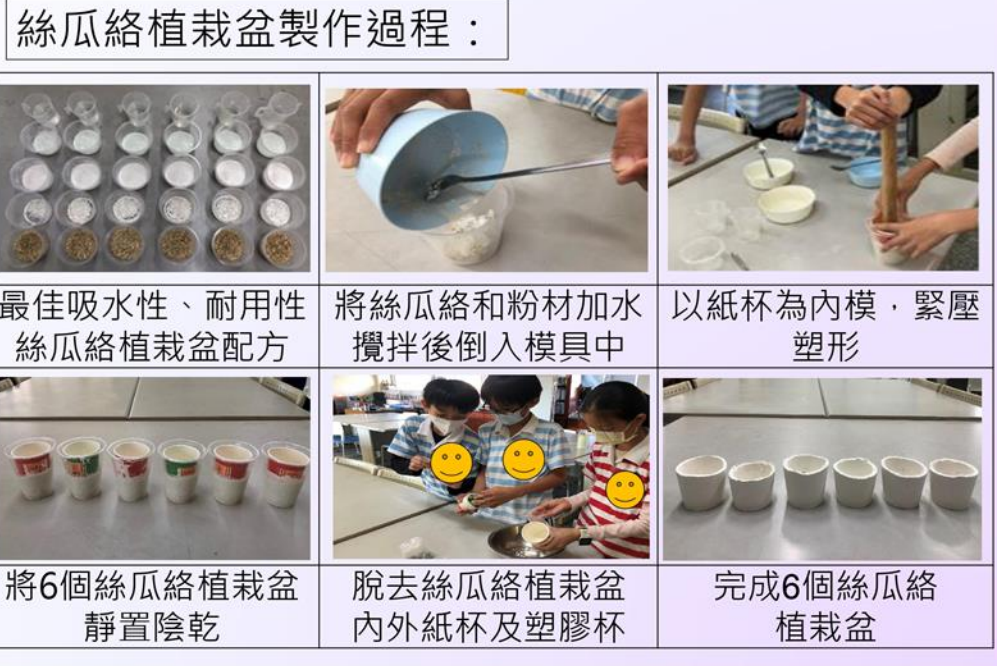 絲瓜絡植栽盆製作過程：
最佳吸水性、耐用性
絲瓜絡植栽盆配方
將絲瓜絡和粉材加水
攪拌後倒入模具中
以紙杯為內模，緊壓
塑形
將6個絲瓜絡植栽盆
靜置陰乾
脫去絲瓜絡植栽盆
內外紙杯及塑膠杯
完成6個絲瓜絡
植栽盆